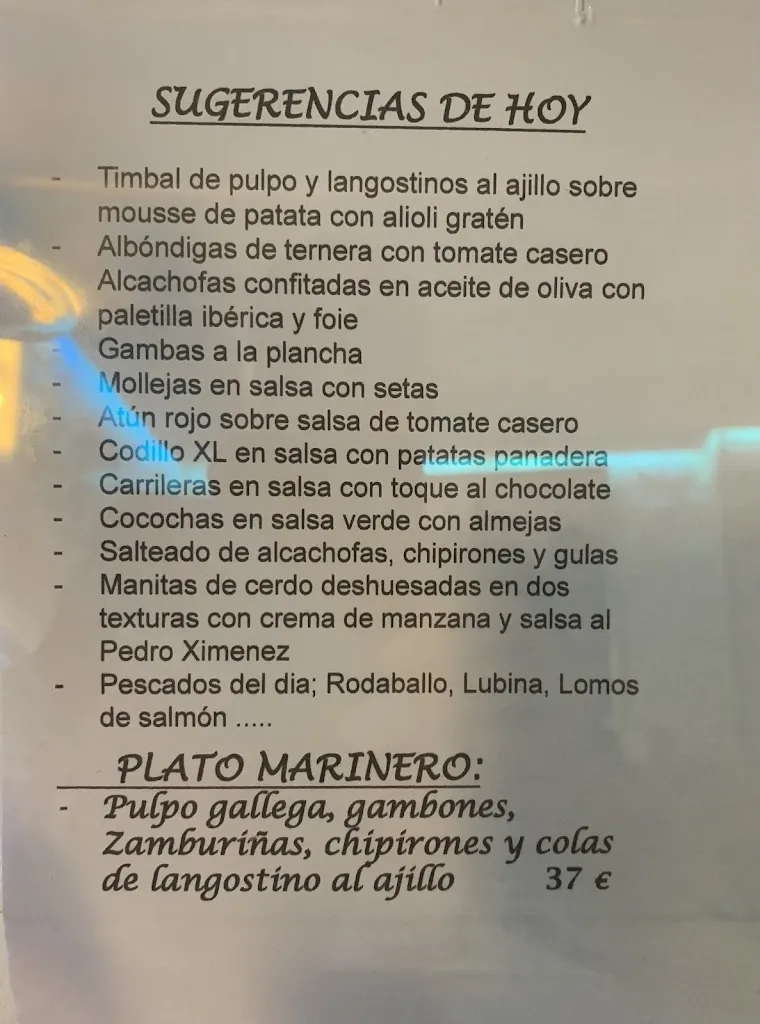 SUGERENCIAS DE HOY
- Timbal de pulpo y langostinos al ajillo sobre
mousse de patata con alioli gratén
- Albóndigas de ternera con tomate casero
Alcachofas confitadas en aceite de oliva con
paletilla ibérica y foie
- Gambas a la plancha
- Mollejas en salsa con setas
- Atún rojo sobre salsa de tomate casero
- Codillo XL en salsa con patatas panadera
- Carrileras en salsa con toque al chocolate
- Cocochas en salsa verde con almejas
- Salteado de alcachofas, chipirones y gulas
- Manitas de cerdo deshuesadas en dos
texturas con crema de manzana y salsa al
Pedro Ximenez
- Pescados del dia; Rodaballo, Lubina, Lomos
de salmón .....
PLATO MARINERO:
- Pulpo gallega, gambones,
Zamburiñas, chipirones y colas
de langostino al ajillo 37 €